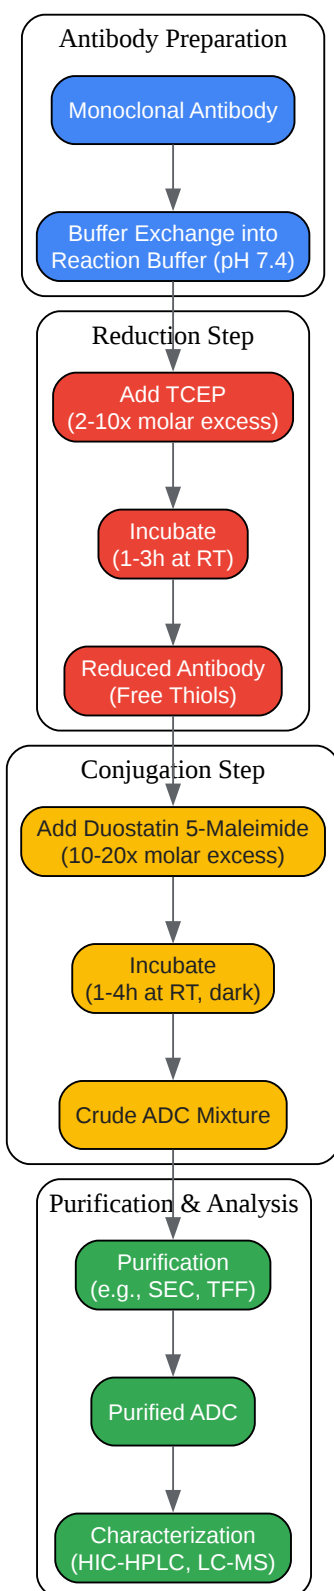 Antibody Preparation
Monoclonal Antibody
Buffer Exchange into
Reaction Buffer (pH 7.4)
Reduction Step
Add TCEP
(2-10x molar excess)
Incubate
(1-3h at RT)
Reduced Antibody
(Free Thiols)
Conjugation Step
Add Duostatin 5-Maleimide
(10-20x molar excess)
Incubate
(1-4h at RT, dark)
Crude ADC Mixture
Purification & Analysis
Purification
(e.g., SEC, TFF)
Purified ADC
Characterization
(HIC-HPLC, LC-MS)